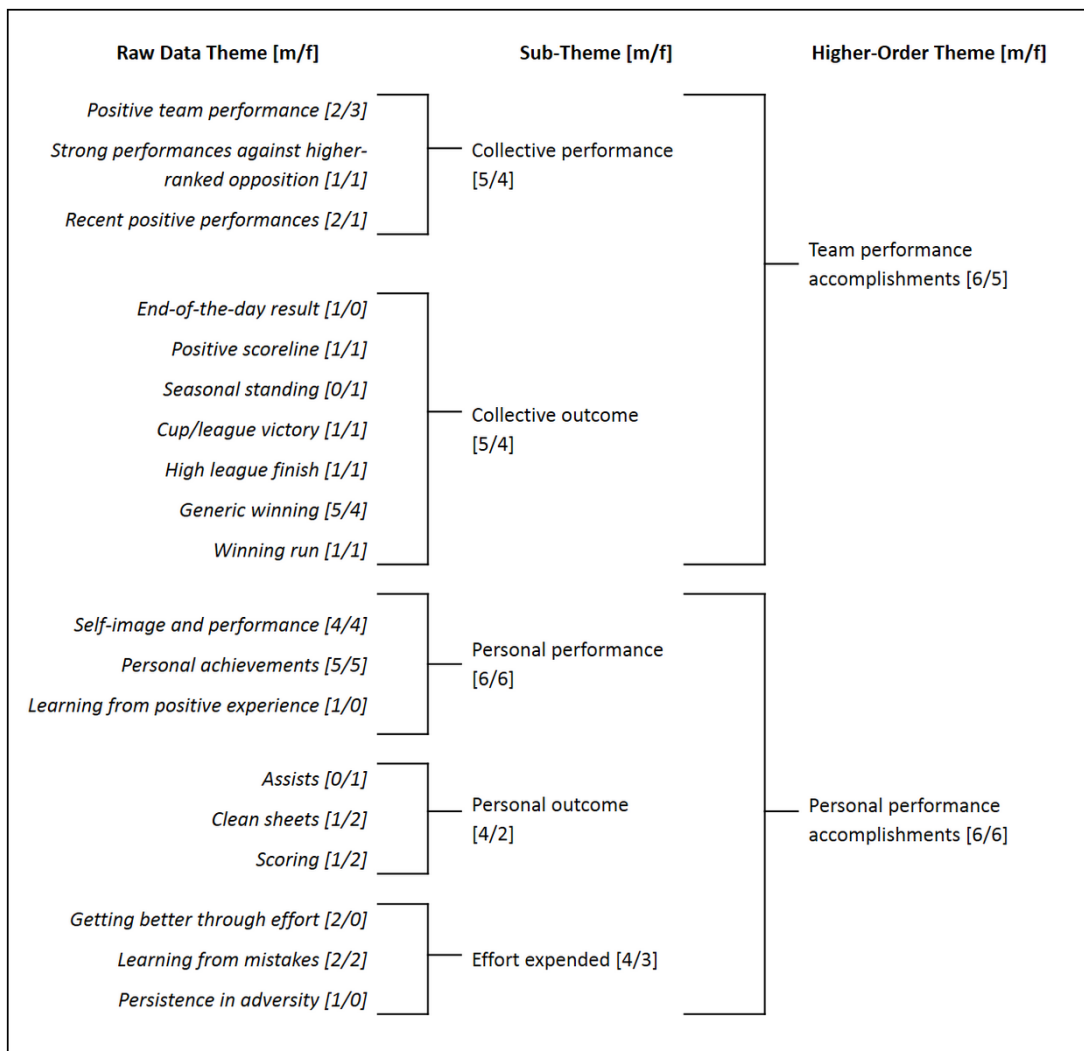 Raw Data Theme [m/f]
Sub-Theme [m/f]
Higher-Order Theme [m/f]
Positive team performance [2/3]
Strong performances against higher-
ranked opposition [1/1]
Recent positive performances [2/1]
Collective performance
[5/4]
End-of-the-day result [1/0]
Positive scoreline [1/1]
Seasonal standing [0/1]
Cup/league victory [1/1]
High league finish [1/1]
Generic winning [5/4]
Winning run [1/1]
Collective outcome
[5/4]
Team performance
accomplishments [6/5]
Self-image and performance [4/4]
Personal achievements [5/5]
Learning from positive experience [1/0]
Personal performance
[6/6]
Assists [0/1]
Clean sheets [1/2]
Scoring [1/2]
Personal outcome
[4/2]
Getting better through effort [2/0]
Learning from mistakes [2/2]
Persistence in adversity [1/0]
Effort expended [4/3]
Personal performance
accomplishments [6/6]